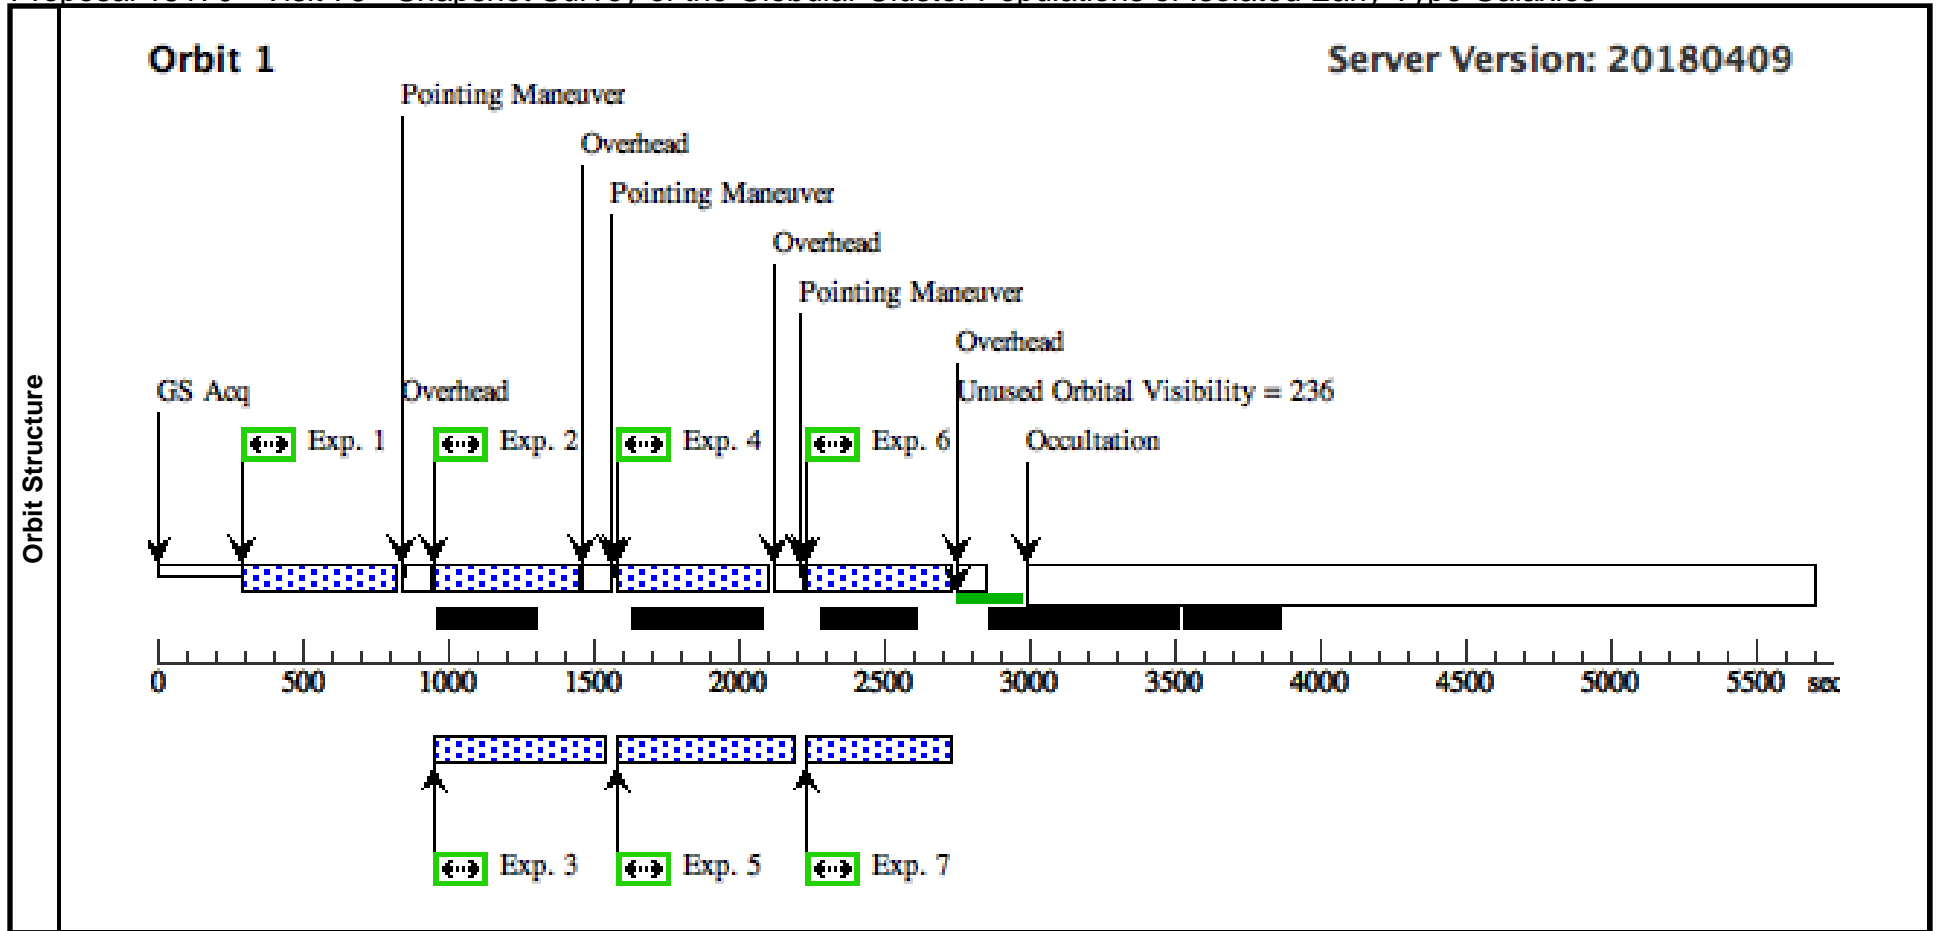 Orbit 1
Server Version: 20180409
Pointing Maneuver
Overhead
Pointing Maneuver
Overhead
Pointing Maneuver
Overhead
GS Acq
Overhead
Unused Orbital Visibility = 236
Exp. 1
Exp. 2
Exp. 4
Exp. 6
Occultation
Orbit Structure
0 500 1000 1500 2000 2500 3000 3500 4000 4500 5000 5500 sec
Exp. 3
Exp. 5
Exp. 7